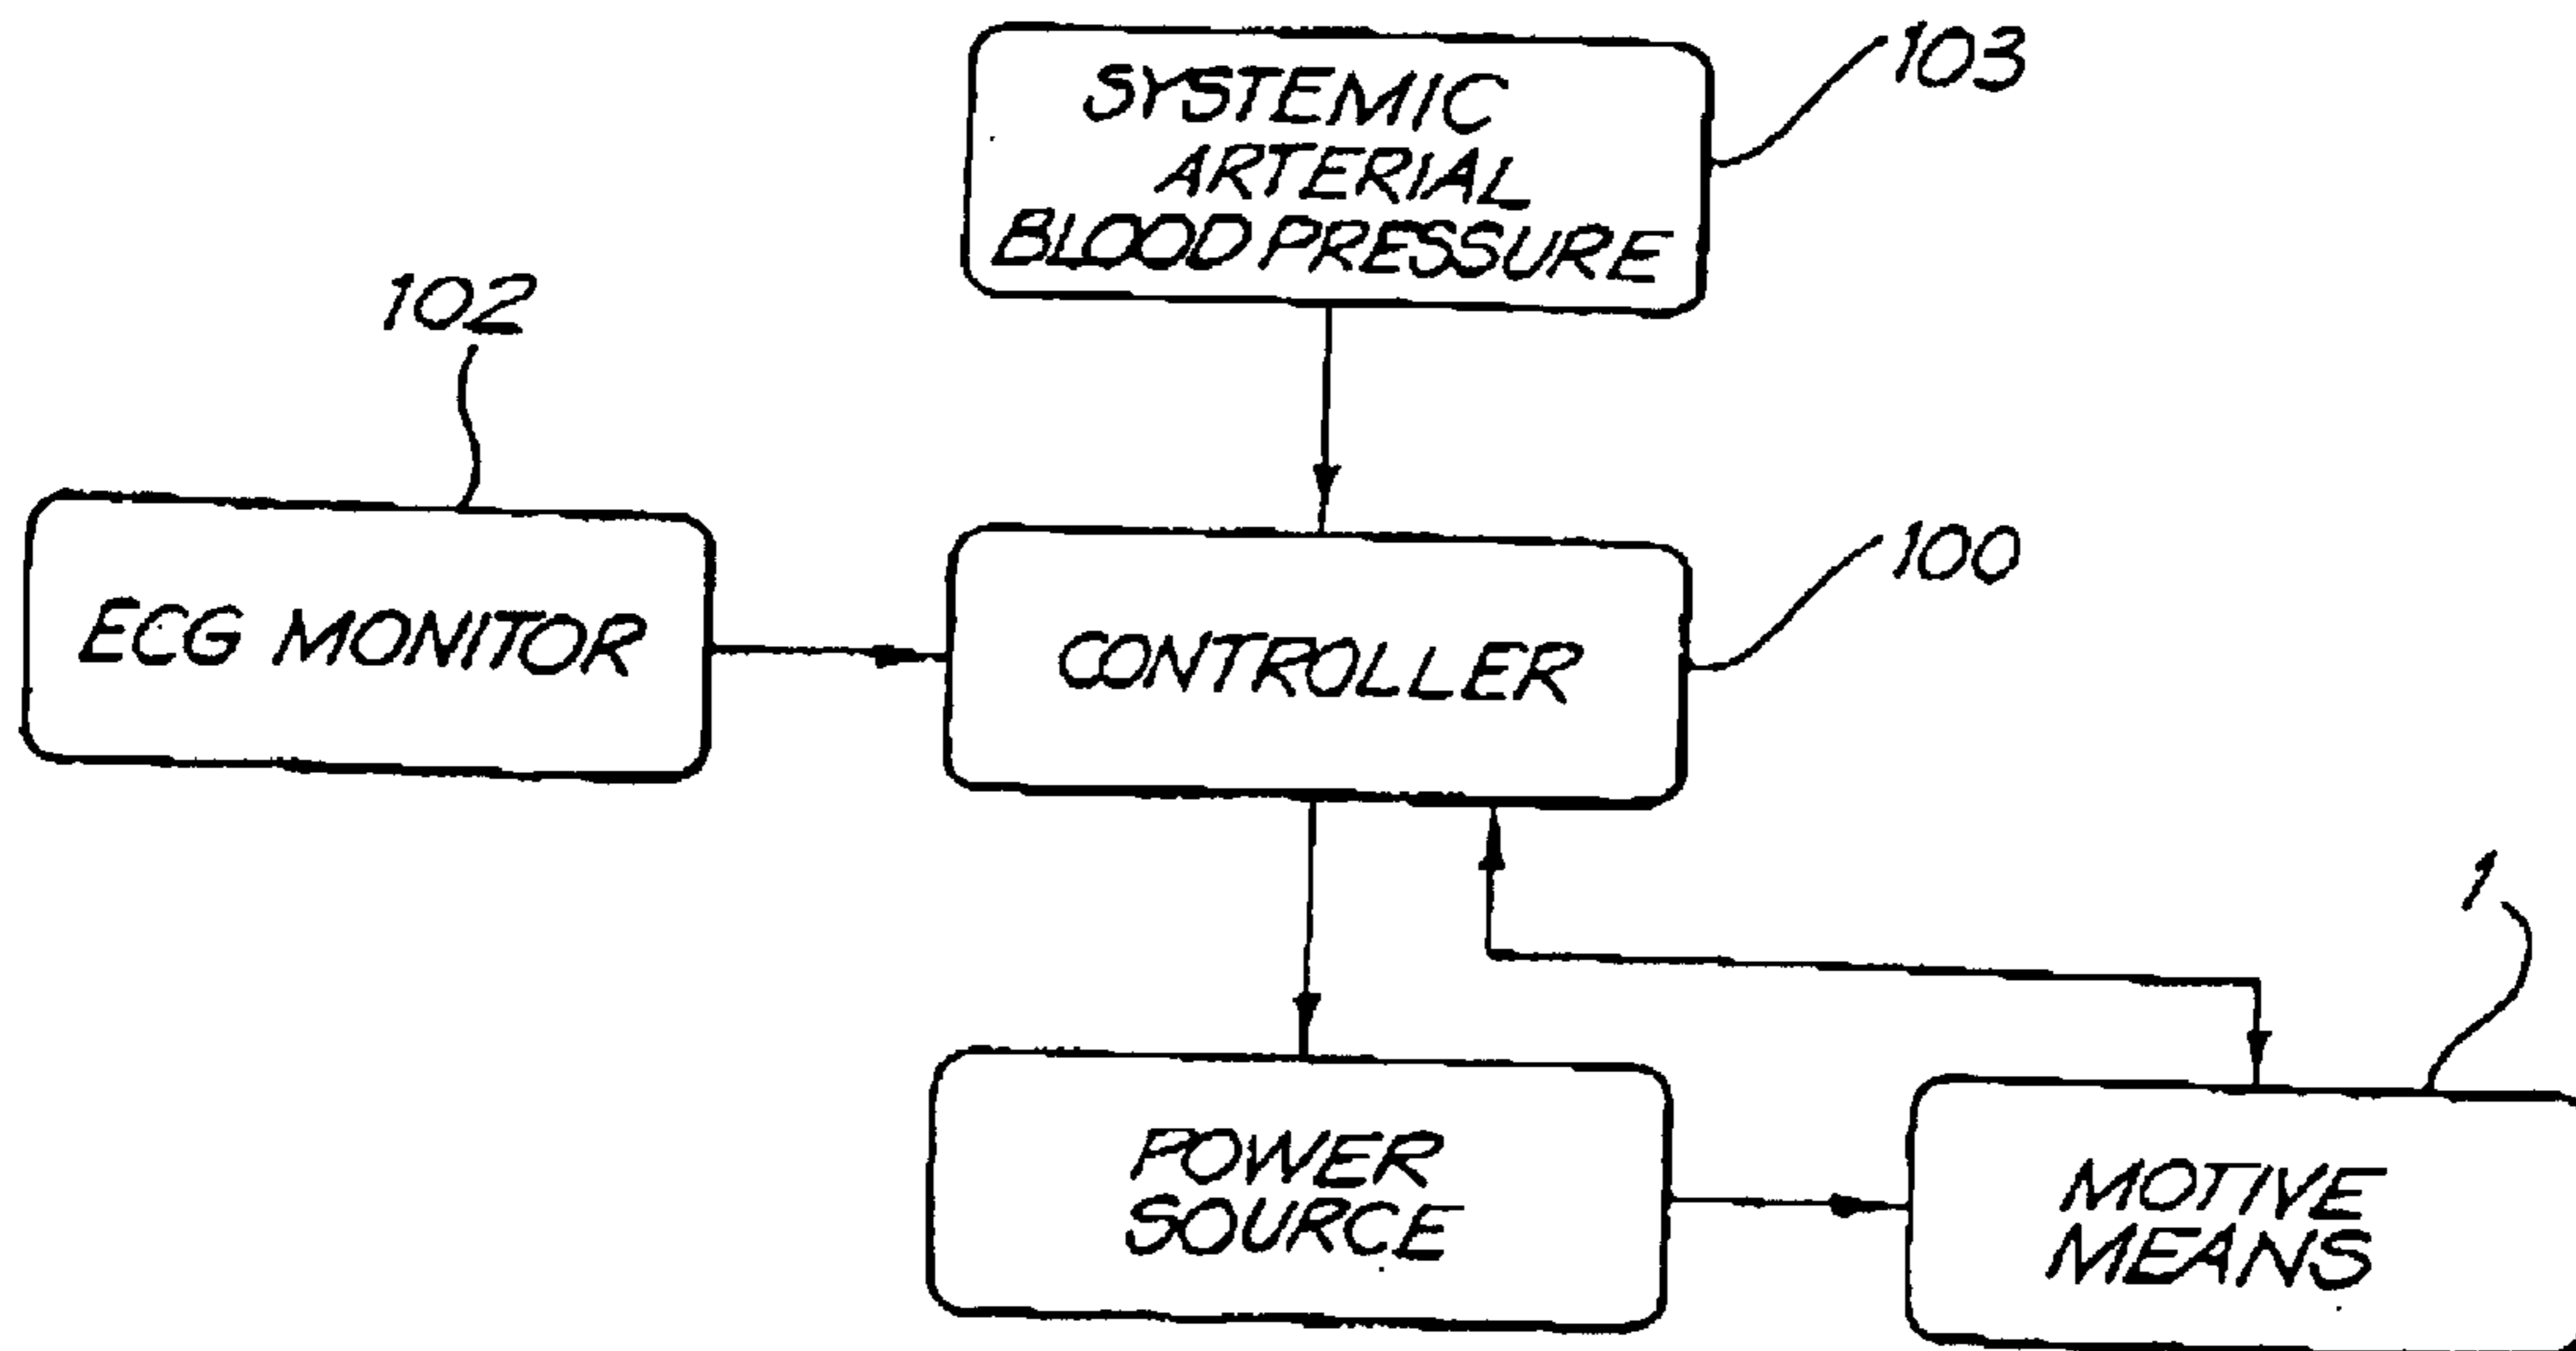 103
SYSTEMIC
ARTERIAL
BLOOD PRESSURE
102
100
ECG MONITOR
CONTROLLER
1
POWER
SOURCE
MOTIVE
MEANS